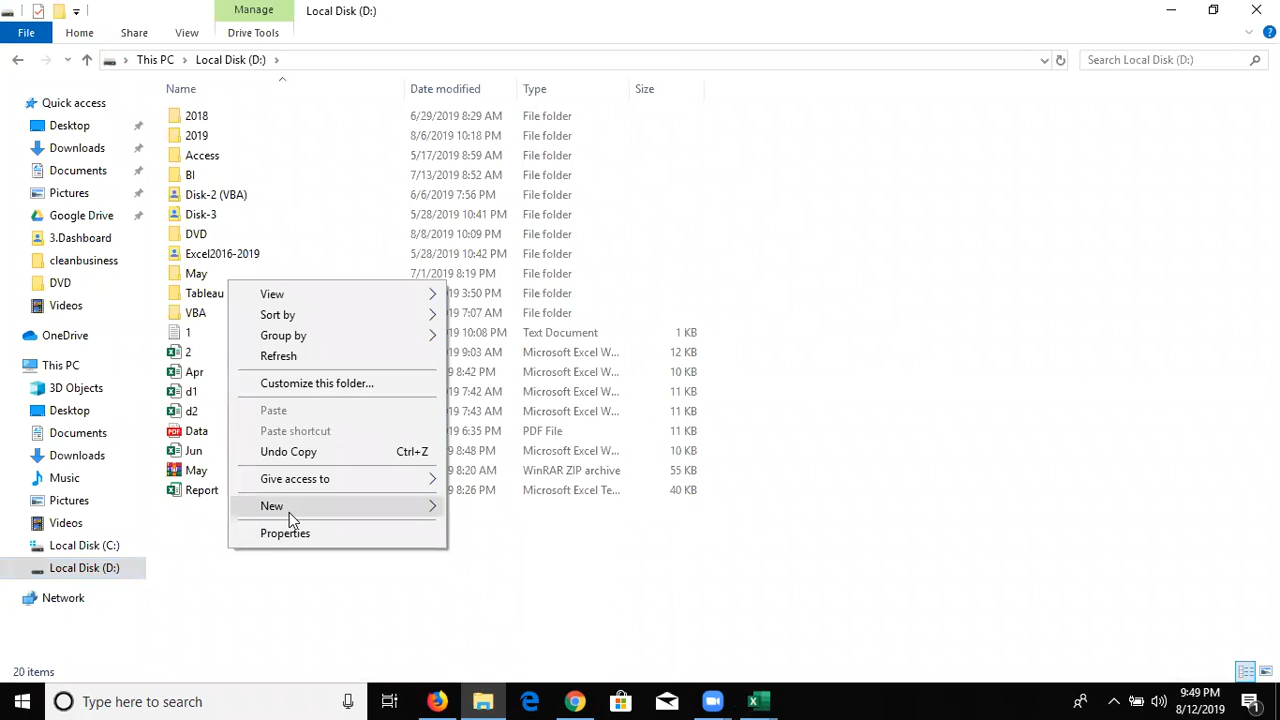 Manage
Local Disk (D:)
File
Home
Share
View
Drive Tools
This PC
Local Disk (D:)
Search Local Disk (D:)
Name
Date modified
Type
Size
Quick access
Desktop
Downloads
Documents
Pictures
Google Drive
3.Dashboard
cleanbusiness
DVD
Videos
OneDrive
This PC
3D Objects
Desktop
Documents
Downloads
Music
Pictures
Videos
Local Disk (C:)
Local Disk (D:)
Network
2018 6/29/2019 8:29 AM File folder
2019 8/6/2019 10:18 PM File folder
Access 5/17/2019 8:59 AM File folder
BI 7/13/2019 8:52 AM File folder
Disk-2 (VBA) 6/6/2019 7:56 PM File folder
Disk-3 5/28/2019 10:41 PM File folder
DVD 8/8/2019 10:09 PM File folder
Excel2016-2019 5/28/2019 10:42 PM File folder
May 7/1/2019 8:19 PM File folder
Tableau 19 3:50 PM File folder
VBA 19 7:07 AM File folder
1 19 10:08 PM Text Document 1 KB
2 19 9:03 AM Microsoft Excel W... 12 KB
Apr 19 8:42 PM Microsoft Excel W... 10 KB
d1 19 7:42 AM Microsoft Excel W... 11 KB
d2 19 7:43 AM Microsoft Excel W... 11 KB
Data 19 6:35 PM PDF File 11 KB
Jun 19 8:48 PM Microsoft Excel W... 10 KB
May 19 8:20 AM WinRAR ZIP archive 55 KB
Report 19 8:26 PM Microsoft Excel Te... 40 KB
View
Sort by
Group by
Refresh
Customize this folder...
Paste
Paste shortcut
Undo Copy Ctrl+Z
Give access to
New
Properties
20 items
Type here to search
9:49 PM
8/12/2019
1